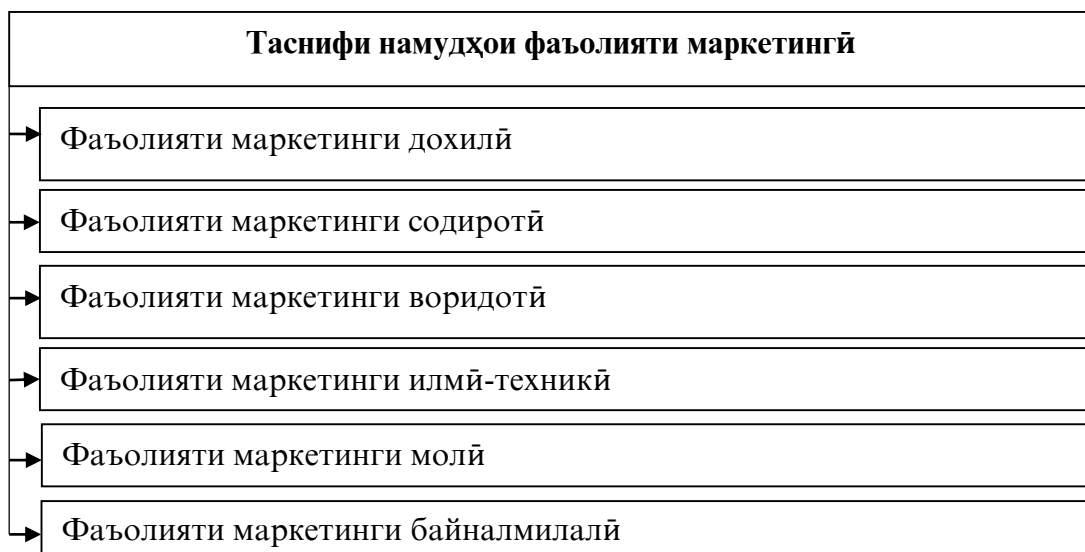 Таснифи намудҳои фаъолияти маркетингӣ
Фаъолияти маркетинги дохилӣ
Фаъолияти маркетинги содиротӣ
Фаъолияти маркетинги воридотӣ
Фаъолияти маркетинги илмӣ-техникӣ
Фаъолияти маркетинги молӣ
Фаъолияти маркетинги байналмилалӣ